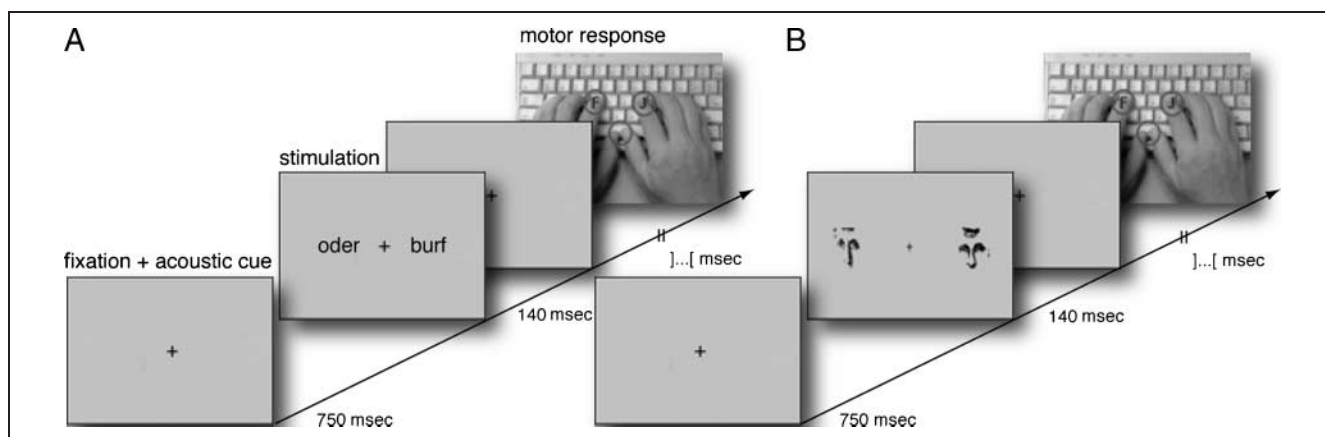 A
motor response
B
F J
F J
stimulation
+
+
oder + burf
+
fixation + acoustic cue
]...[ msec
]...[ msec
140 msec
140 msec
+
+
750 msec
750 msec